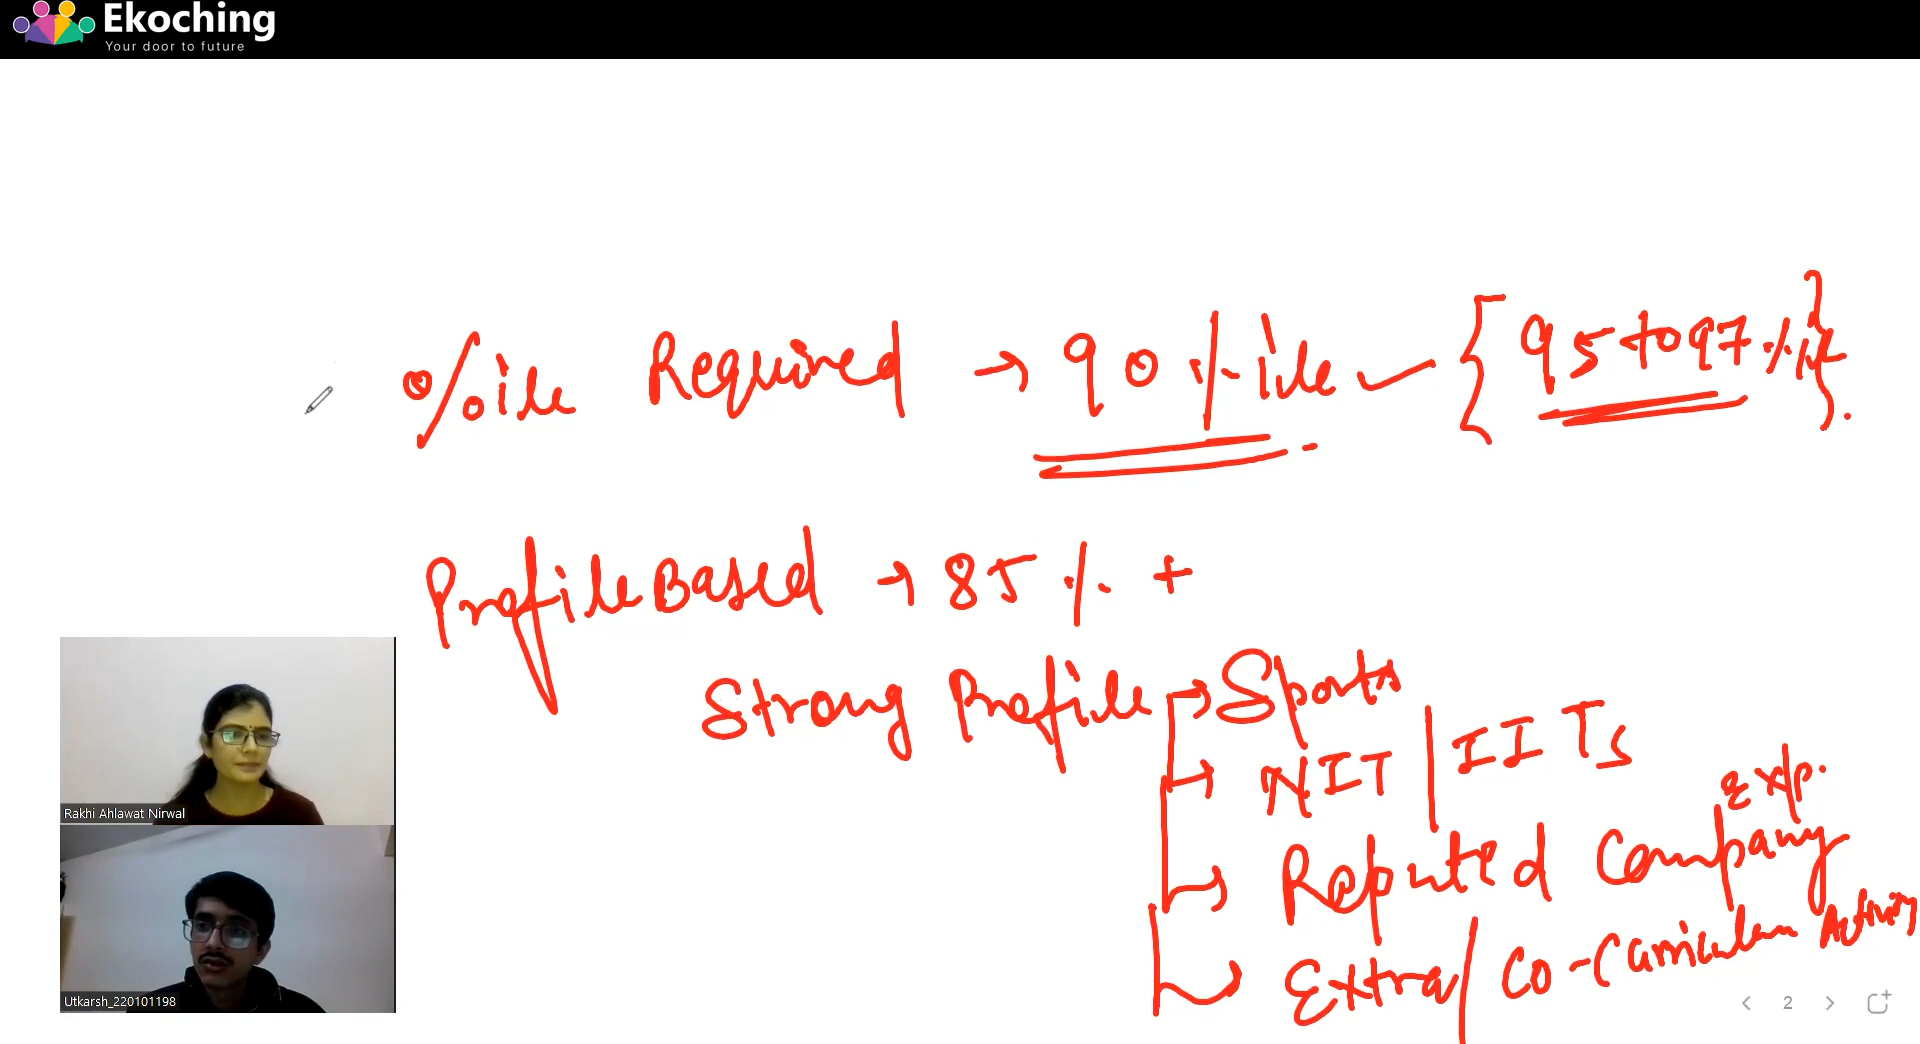 Ekoching
Your door to future
%ile Required → 90%ile ✓ {95 to 97%ile}.
Profile Based → 85% +
Strong Profile → Sports
→ NIT | IITs
→ Reputed Company Exp.
→ Extra/Co-Curricular Activity
Rakhi Ahlawat Nirwal
Utkarsh_220101198
2